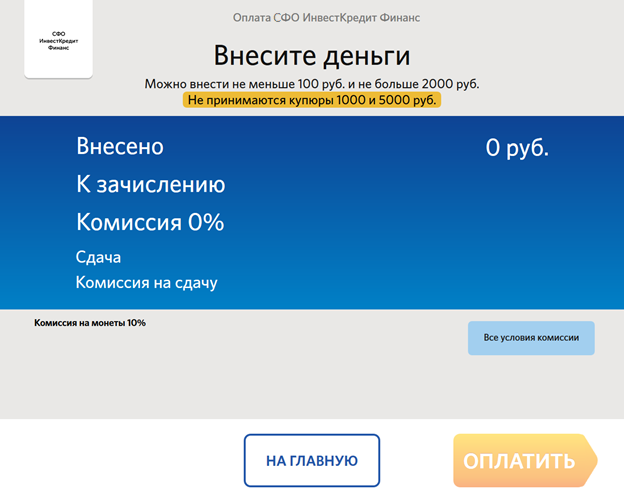 СФО
ИнвестКредит
Финанс
Оплата СФО ИнвестКредит Финанс
Внесите деньги
Можно внести не меньше 100 руб. и не больше 2000 руб.
Не принимаются купюры 1000 и 5000 руб.
Внесено 0 руб.
К зачислению
Комиссия 0%
Сдача
Комиссия на сдачу
Комиссия на монеты 10%
Все условия комиссии
НА ГЛАВНУЮ
ОПЛАТИТЬ